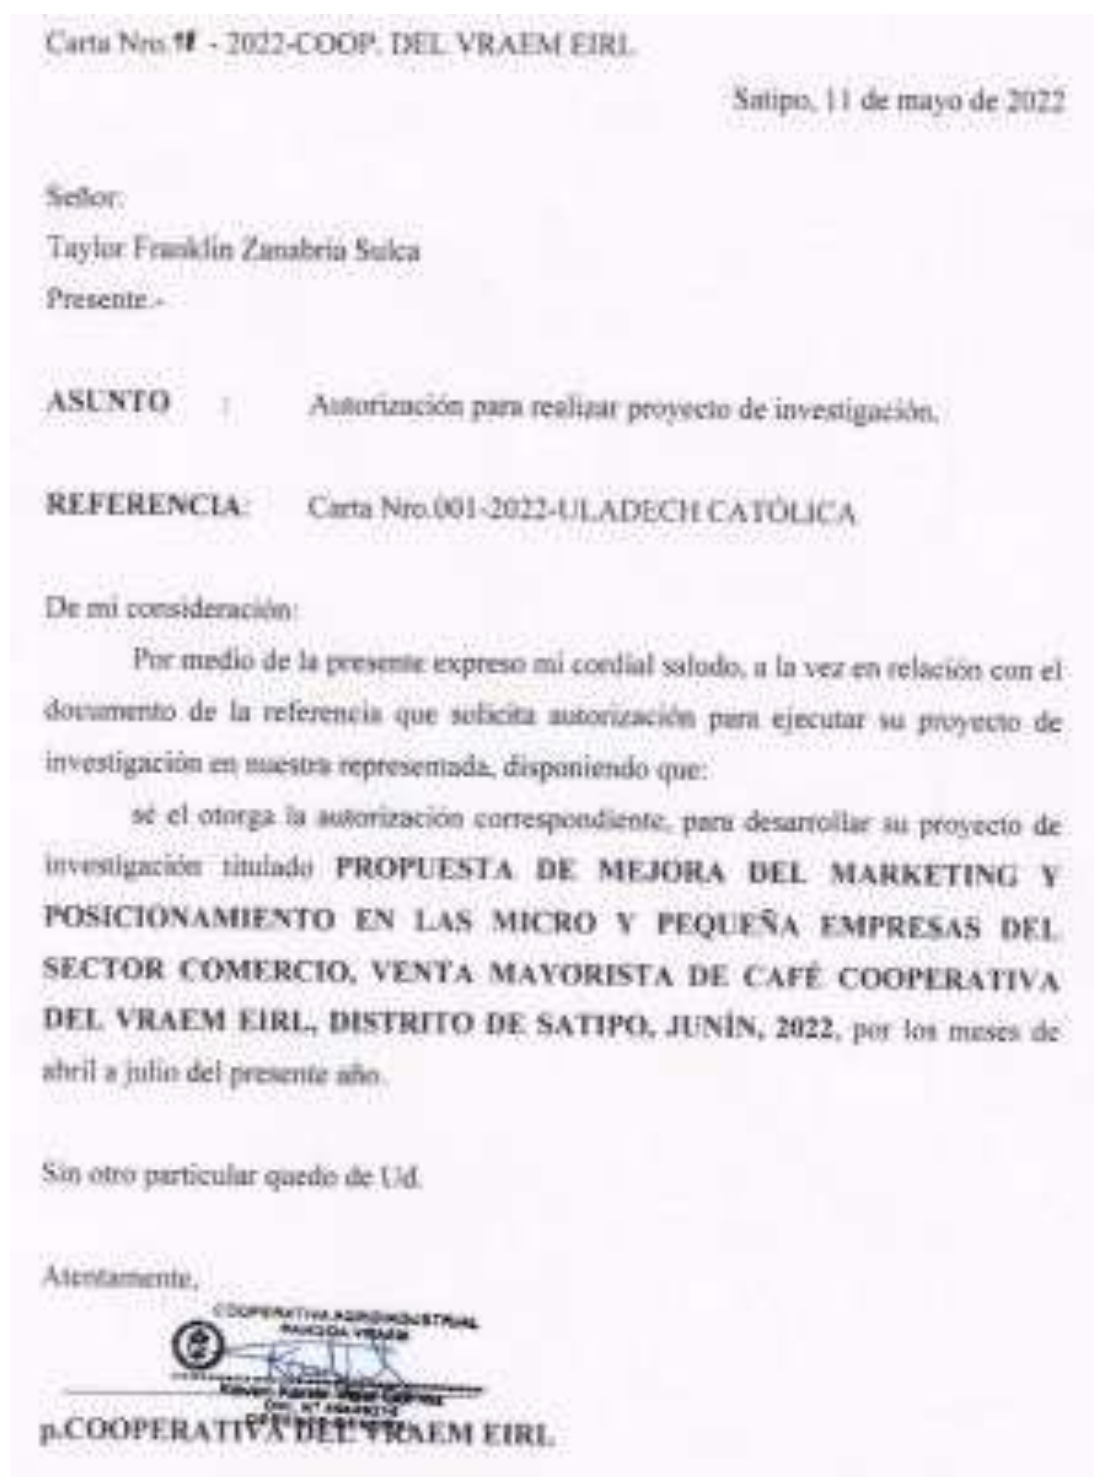 Carta Nro. - 2022-COOP. DEL VRAEM EIRL
Satipo, 11 de mayo de 2022
Señor:
Taylor Franklin Zanabria Sulca
Presente.-
ASUNTO : Autorización para realizar proyecto de investigación.
REFERENCIA: Carta Nro.001-2022-ULADECH CATÓLICA
De mi consideración:
Por medio de la presente expreso mi cordial saludo, a la vez en relación con el
documento de la referencia que solicita autorización para ejecutar su proyecto de
investigación en nuestra representada, disponiendo que:
sé el otorga la autorización correspondiente, para desarrollar su proyecto de
investigación titulado PROPUESTA DE MEJORA DEL MARKETING Y
POSICIONAMIENTO EN LAS MICRO Y PEQUEÑA EMPRESAS DEL
SECTOR COMERCIO, VENTA MAYORISTA DE CAFÉ COOPERATIVA
DEL VRAEM EIRL, DISTRITO DE SATIPO, JUNÍN, 2022, por los meses de
abril a julio del presente año.
Sin otro particular quedo de Ud.
Atentamente,
COOPERATIVA AGROINDUSTRIAL
VRAEM
p.COOPERATIVA DEL VRAEM EIRL